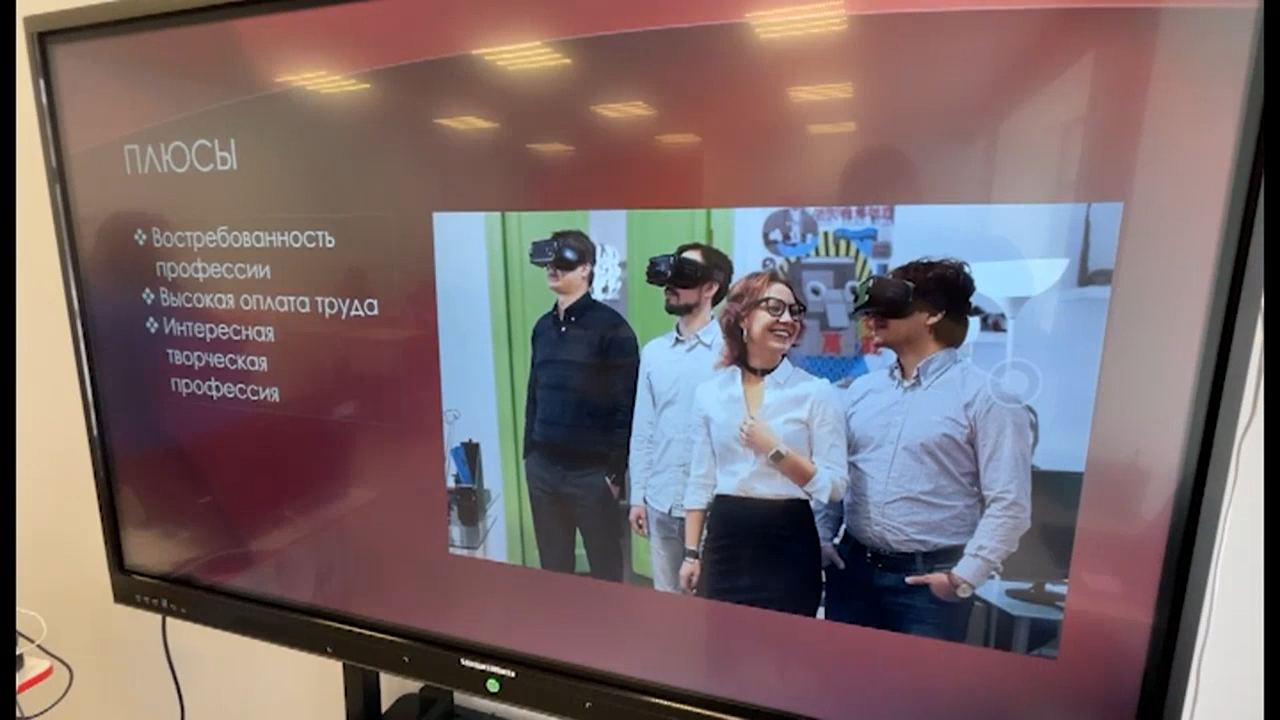 ПЛЮСЫ
❖ Востребованность
профессии
❖ Высокая оплата труда
❖ Интересная
творческая
профессия